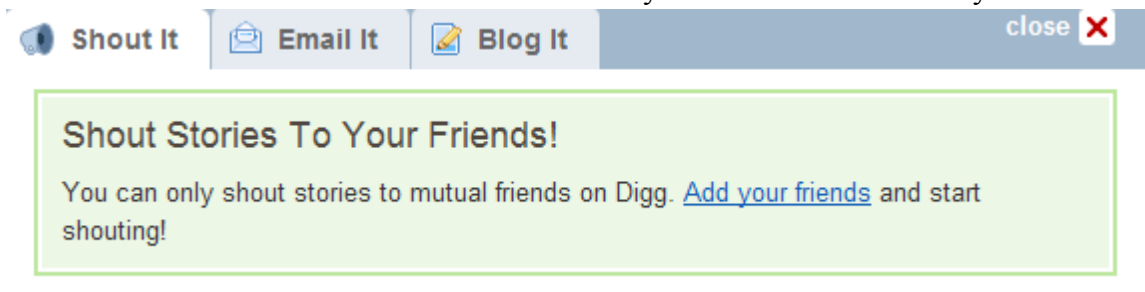 Shout It Email It Blog It close
Shout Stories To Your Friends!
You can only shout stories to mutual friends on Digg. Add your friends and start
shouting!